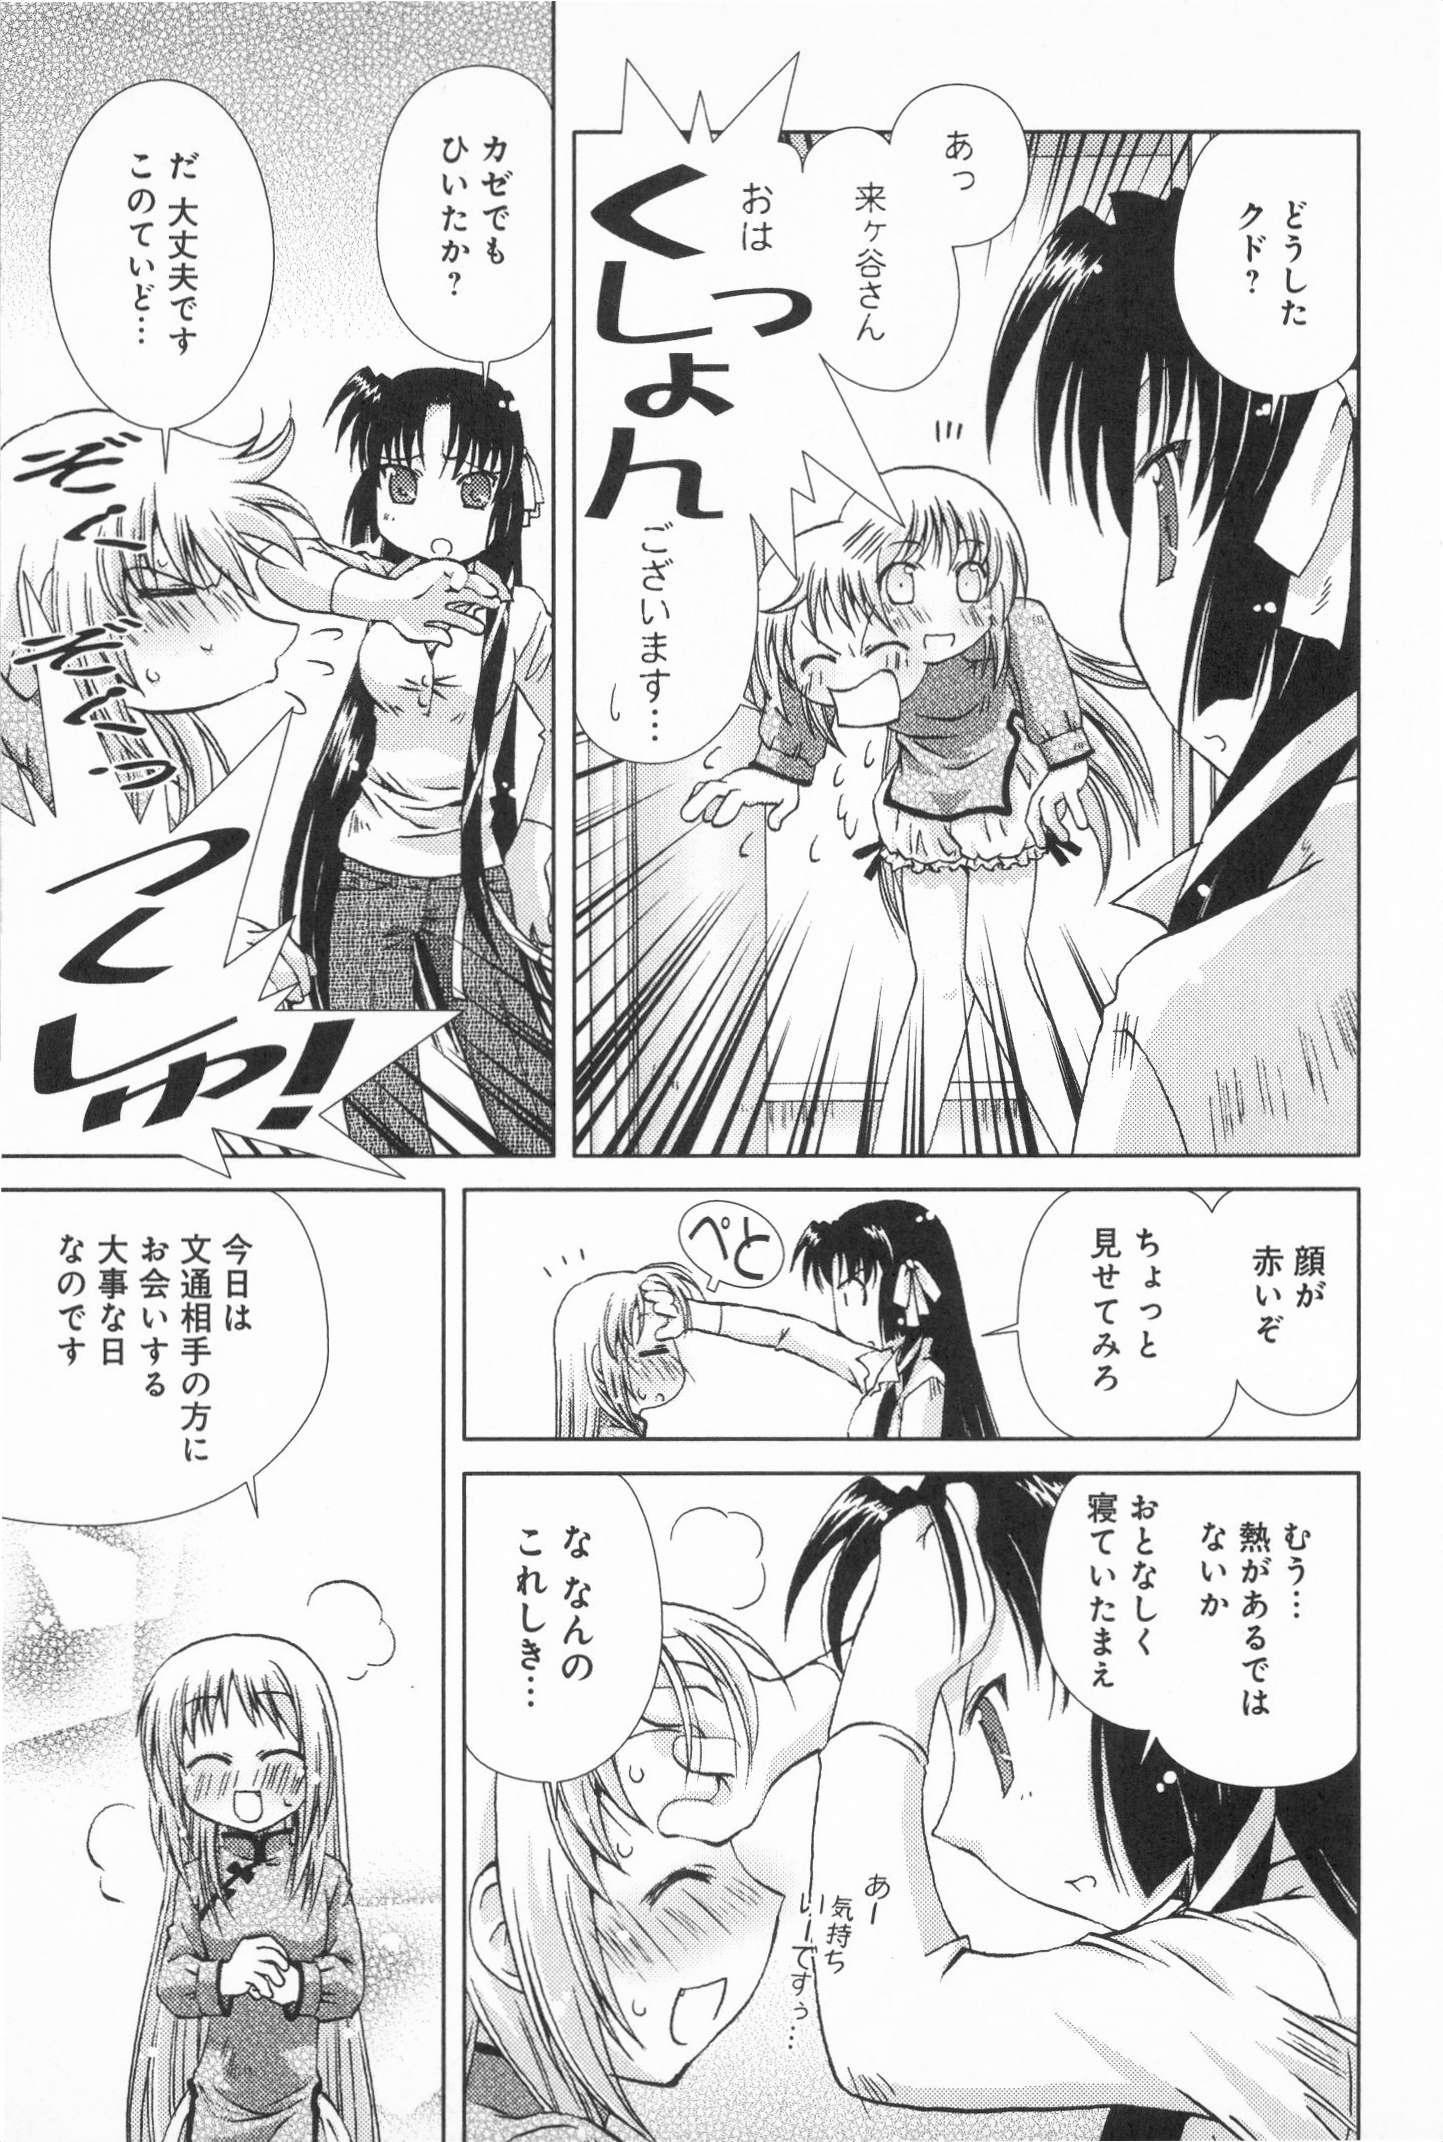 どうした
クド？
あっ
来ヶ谷さん
おは
くしょん
っ
ございます…
カゼでも
ひいたか？
だ 大丈夫です
このていど…
ぞくっ
ぞくっ
くしゃ！
顔が
赤いぞ
ちょっと
見せてみろ
ぺと
むう…
熱があるでは
ないか
おとなしく
寝ていたまえ
な なんの
これしき…
あー
気持ち
いーですぅ…
今日は
文通相手の方に
お会いする
大事な日
なのです